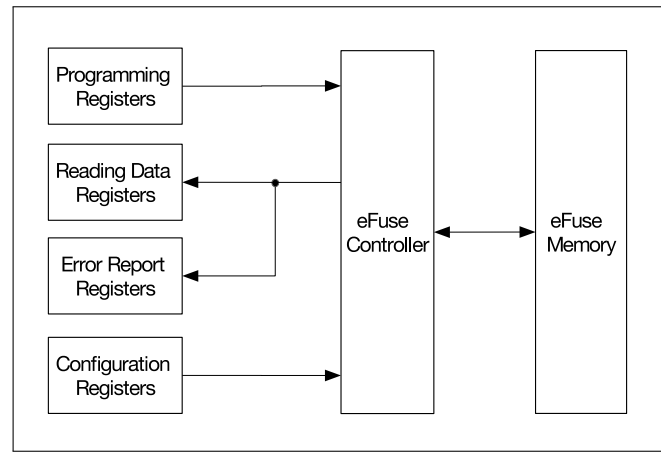 Programming
Registers
Reading Data
Registers
Error Report
Registers
Configuration
Registers
eFuse
Controller
eFuse
Memory